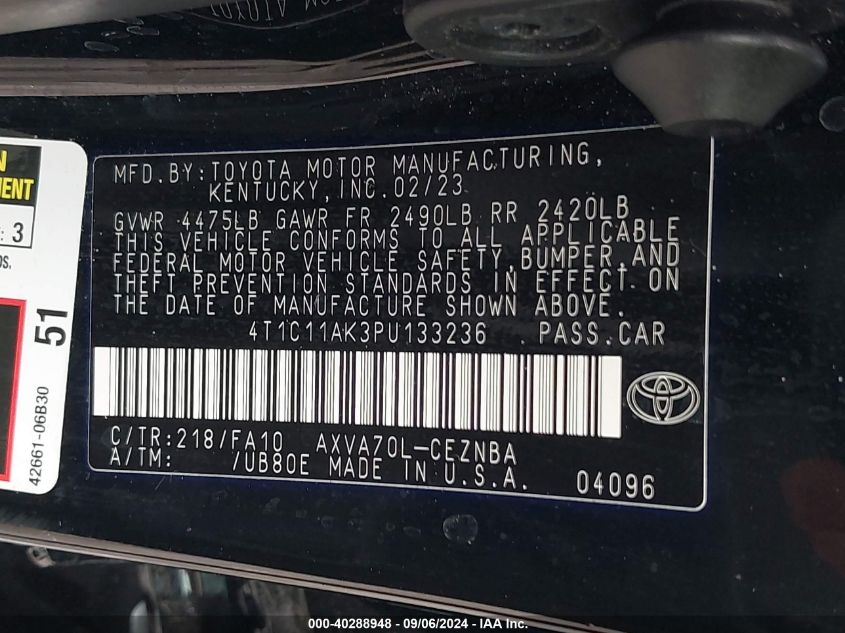 MFD.BY:TOYOTA MOTOR MANUFACTURING,
KENTUCKY,INC.02/23
GVWR 4475LB GAWR FR 2490LB RR 2420LB
THIS VEHICLE CONFORMS TO ALL APPLICABLE
FEDERAL MOTOR VEHICLE SAFETY,BUMPER,AND
THEFT PREVENTION STANDARDS IN EFFECT ON
THE DATE OF MANUFACTURE SHOWN ABOVE.
4T1C11AK3PU133236 PASS.CAR
C/TR:218/FA10 AXVA70L-CEZNBA
A/TM: /UB80E MADE IN U.S.A. 04096
3
51
42661-06B30
000-40288948 - 09/06/2024 - IAA Inc.